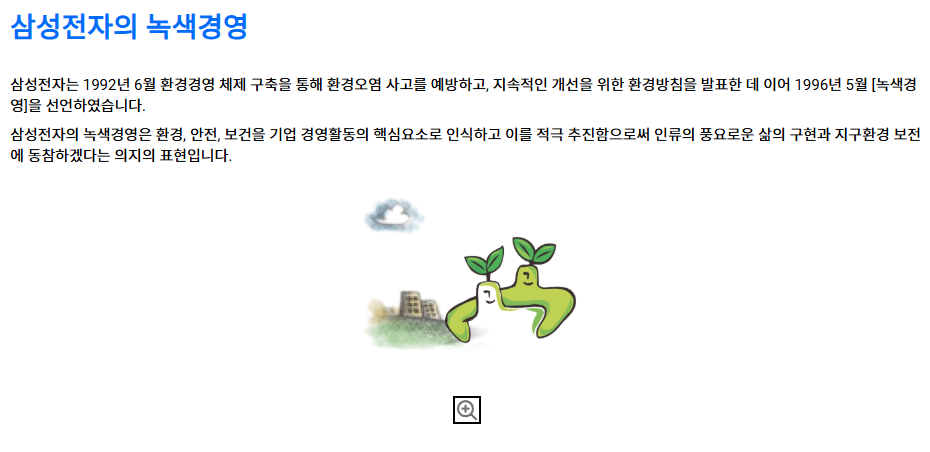 삼성전자의 녹색경영
삼성전자는 1992년 6월 환경경영 체제 구축을 통해 환경오염 사고를 예방하고, 지속적인 개선을 위한 환경방침을 발표한 데 이어 1996년 5월 [녹색경
영]을 선언하였습니다.
삼성전자의 녹색경영은 환경, 안전, 보건을 기업 경영활동의 핵심요소로 인식하고 이를 적극 추진함으로써 인류의 풍요로운 삶의 구현과 지구환경 보전
에 동참하겠다는 의지의 표현입니다.